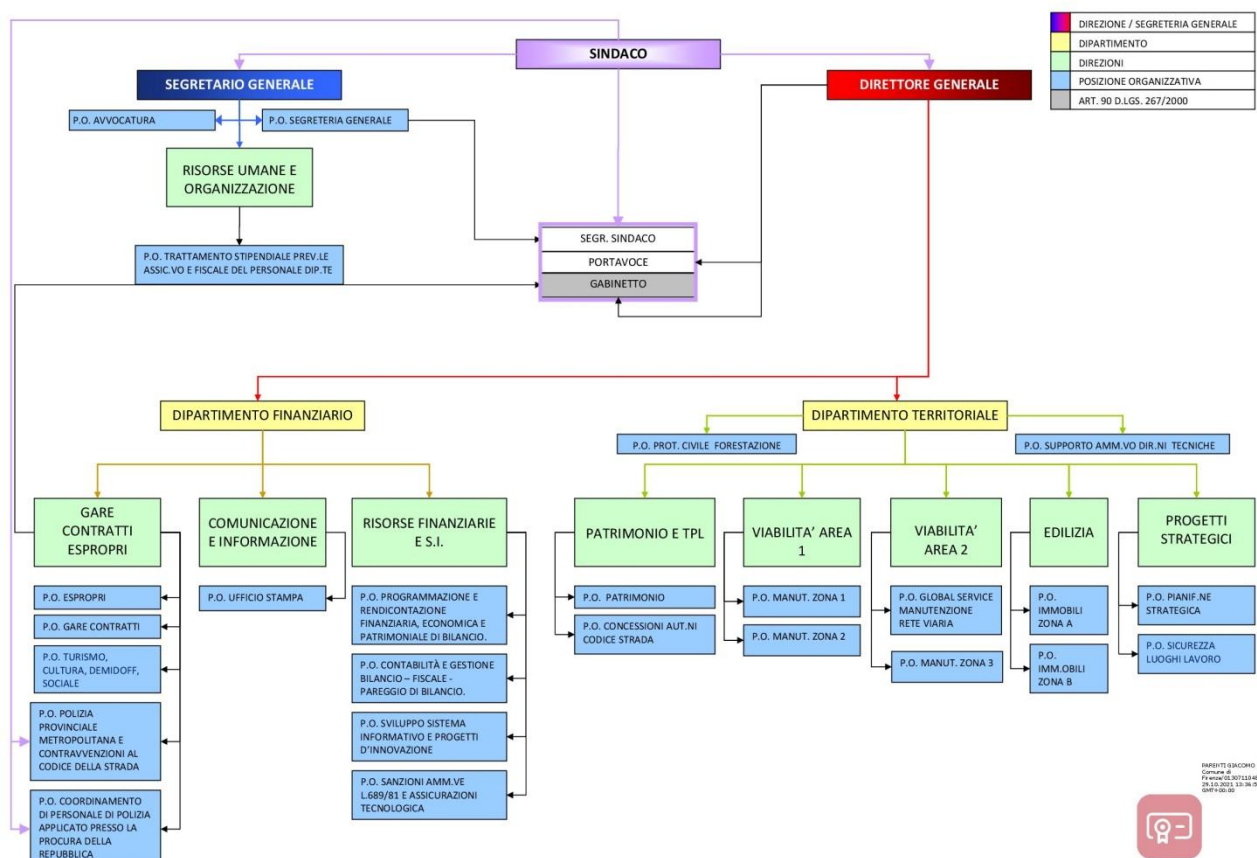 SINDACO
DIREZIONE / SEGRETERIA GENERALE
DIPARTIMENTO
DIREZIONI
POSIZIONE ORGANIZZATIVA
ART. 90 D.LGS. 267/2000
SEGRETARIO GENERALE
DIRETTORE GENERALE
P.O. AVVOCATURA
P.O. SEGRETERIA GENERALE
RISORSE UMANE E
ORGANIZZAZIONE
P.O. TRATTAMENTO STIPENDIALE PREV.LE
ASSIC.VO E FISCALE DEL PERSONALE DIP.TE
SEGR. SINDACO
PORTAVOCE
GABINETTO
DIPARTIMENTO FINANZIARIO
DIPARTIMENTO TERRITORIALE
P.O. PROT. CIVILE FORESTAZIONE
P.O. SUPPORTO AMM.VO DIR.NI TECNICHE
GARE
CONTRATTI
ESPROPRI
COMUNICAZIONE
E INFORMAZIONE
RISORSE FINANZIARIE
E S.I.
PATRIMONIO E TPL
VIABILITA’ AREA
1
VIABILITA’
AREA 2
EDILIZIA
PROGETTI
STRATEGICI
P.O. ESPROPRI
P.O. GARE CONTRATTI
P.O. TURISMO,
CULTURA, DEMIDOFF,
SOCIALE
P.O. POLIZIA
PROVINCIALE
METROPOLITANA E
CONTRAVVENZIONI AL
CODICE DELLA STRADA
P.O. COORDINAMENTO
DI PERSONALE DI POLIZIA
APPLICATO PRESSO LA
PROCURA DELLA
REPUBBLICA
P.O. UFFICIO STAMPA
P.O. PROGRAMMAZIONE E
RENDICONTAZIONE
FINANZIARIA, ECONOMICA E
PATRIMONIALE DI BILANCIO.
P.O. CONTABILITÀ E GESTIONE
BILANCIO – FISCALE -
PAREGGIO DI BILANCIO.
P.O. SVILUPPO SISTEMA
INFORMATIVO E PROGETTI
D’INNOVAZIONE
P.O. SANZIONI AMM.VE
L.689/81 E ASSICURAZIONI
TECNOLOGICA
P.O. PATRIMONIO
P.O. CONCESSIONI AUT.NI
CODICE STRADA
P.O. MANUT. ZONA 1
P.O. MANUT. ZONA 2
P.O. GLOBAL SERVICE
MANUTENZIONE
RETE VIARIA
P.O. MANUT. ZONA 3
P.O.
IMMOBILI
ZONA A
P.O.
IMM.OBILI
ZONA B
P.O. PIANIF.NE
STRATEGICA
P.O. SICUREZZA
LUOGHI LAVORO
PARENTI GIACOMO
Comune di